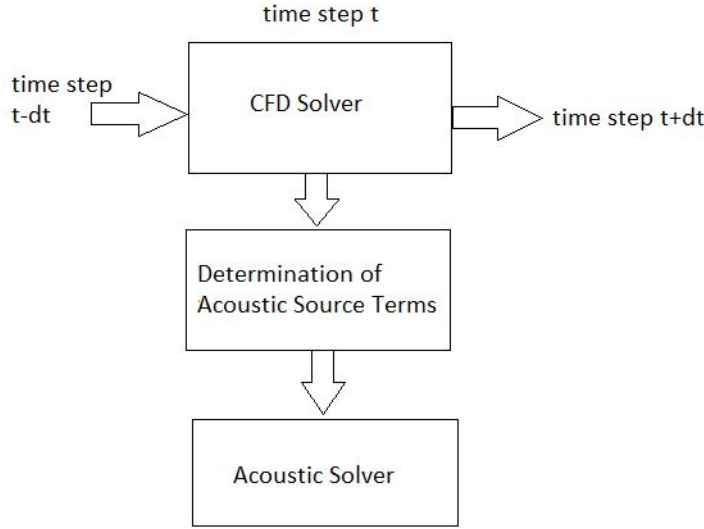 time step t
time step
t-dt
CFD Solver
time step t+dt
Determination of
Acoustic Source Terms
Acoustic Solver